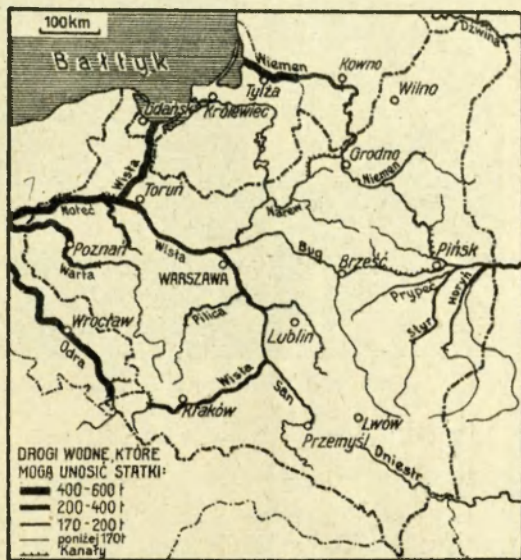 100km
Bałtyk
Dźwina
Niemen
Kowno
Tylża
Wilno
Gdańsk
Królewiec
Grodno
Niemen
Wisła
Toruń
Noteć
Narew
Poznań
Wisła
Bug
Brześć
Pińsk
Warta
WARSZAWA
Prypeć
Horyń
Styr
Wrocław
Pilica
Lublin
Odra
Wisła
San
Kraków
Lwów
Przemyśl
Dniestr
DROGI WODNE, KTÓRE
MOGĄ UNOSIĆ STATKI:
400-600 t
200-400 t
170-200 t
poniżej 170t
Kanały